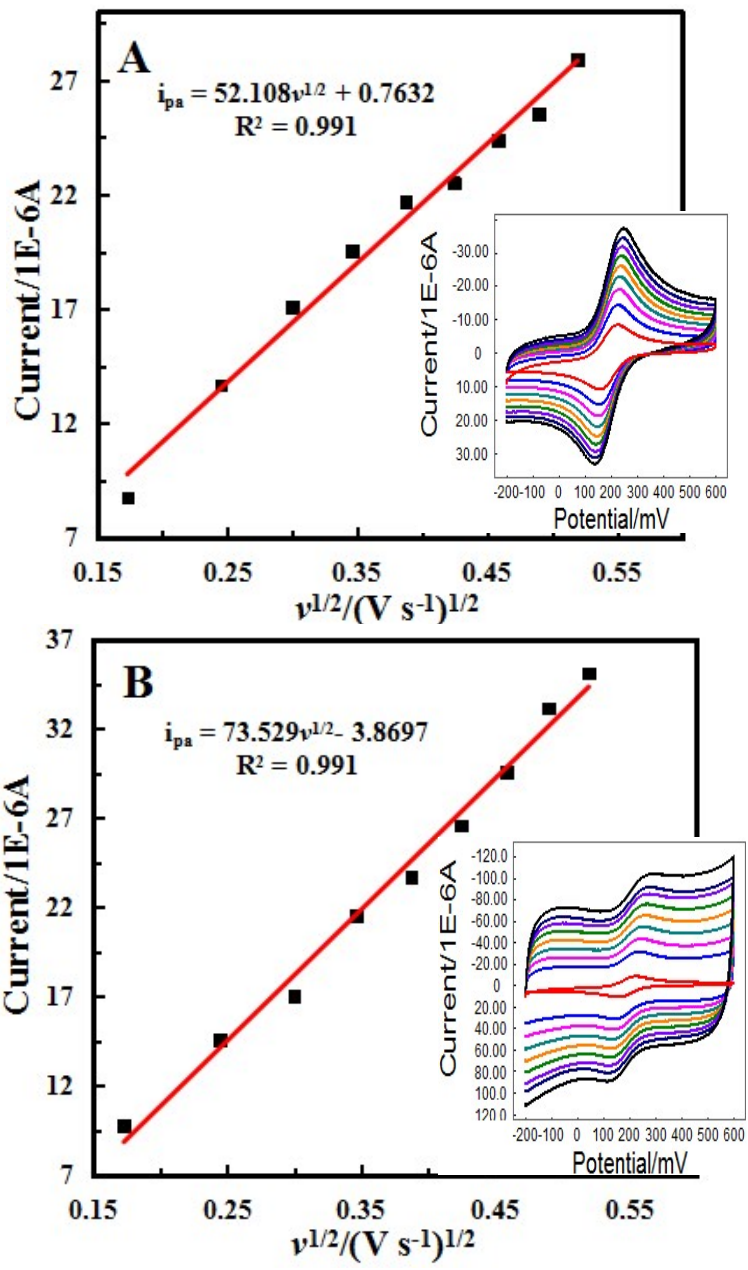 A
i_pa = 52.108v^1/2 + 0.7632
R² = 0.991
Current/1E-6A
27
22
17
12
7
0.15 0.25 0.35 0.45 0.55
v^1/2/(V s^-1)^1/2
Current/1E-6A
-30.00
-20.00
-10.00
0
10.00
20.00
30.00
-200 -100 0 100 200 300 400 500 600
Potential/mV
B
i_pa = 73.529v^1/2- 3.8697
R² = 0.991
Current/1E-6A
37
32
27
22
17
12
7
0.15 0.25 0.35 0.45 0.55
v^1/2/(V s^-1)^1/2
Current/1E-6A
-120.0
-100.0
-80.00
-60.00
-40.00
-20.00
0
20.00
40.00
60.00
80.00
100.0
120.0
-200 -100 0 100 200 300 400 500 600
Potential/mV